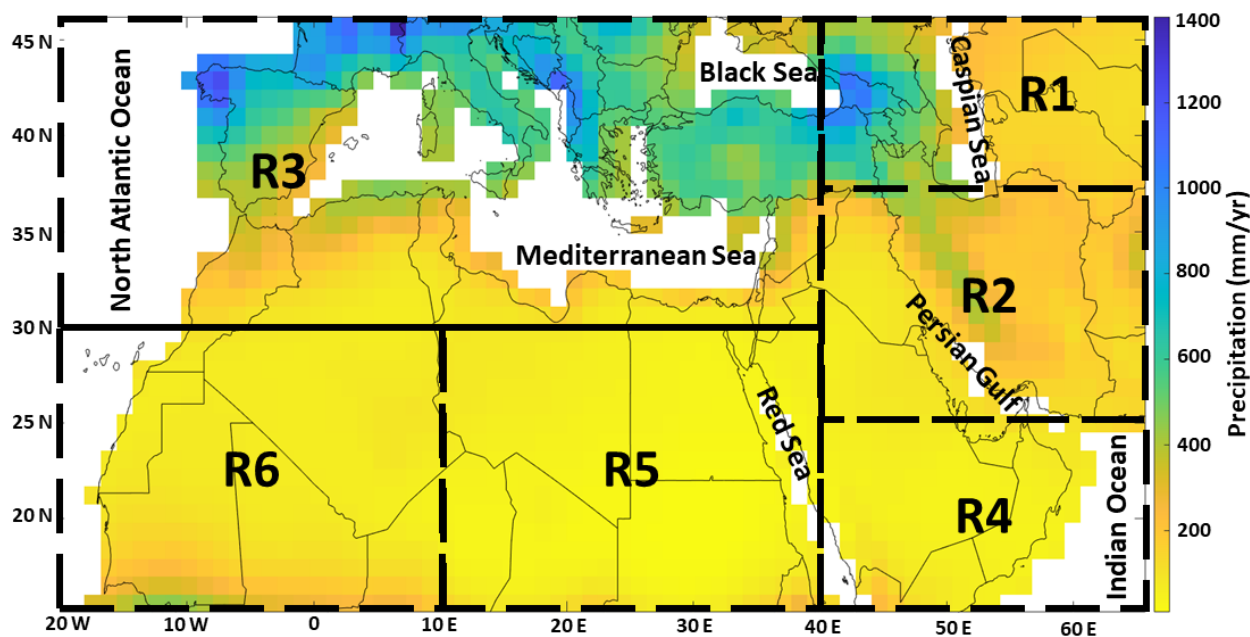 45 N
40 N
35 N
30 N
25 N
20 N
20 W
10 W
0
10 E
20 E
30 E
40 E
50 E
60 E
North Atlantic Ocean
Black Sea
Caspian Sea
Mediterranean Sea
Persian Gulf
Red Sea
Indian Ocean
R1
R2
R3
R4
R5
R6
1400
1200
1000
800
600
400
200
Precipitation (mm/yr)